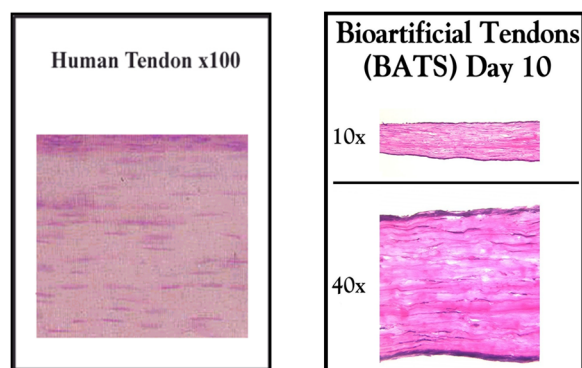 Human Tendon x100
Bioartificial Tendons
(BATS) Day 10
10x
40x